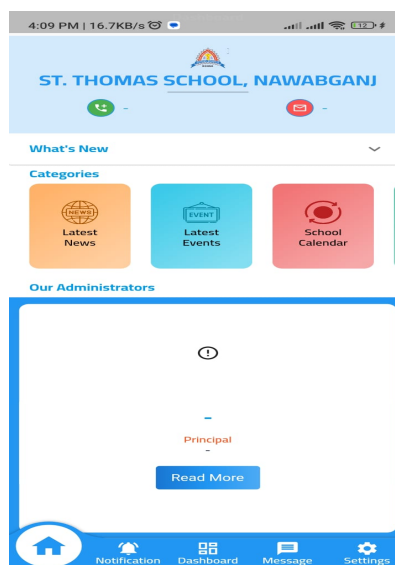 4:09 PM | 16.7KB/s
12
ST. THOMAS SCHOOL, NAWABGANJ
-
-
What's New
Categories
NEWS
Latest
News
EVENT
Latest
Events
School
Calendar
Our Administrators
-
Principal
-
Read More
Notification
Dashboard
Message
Settings